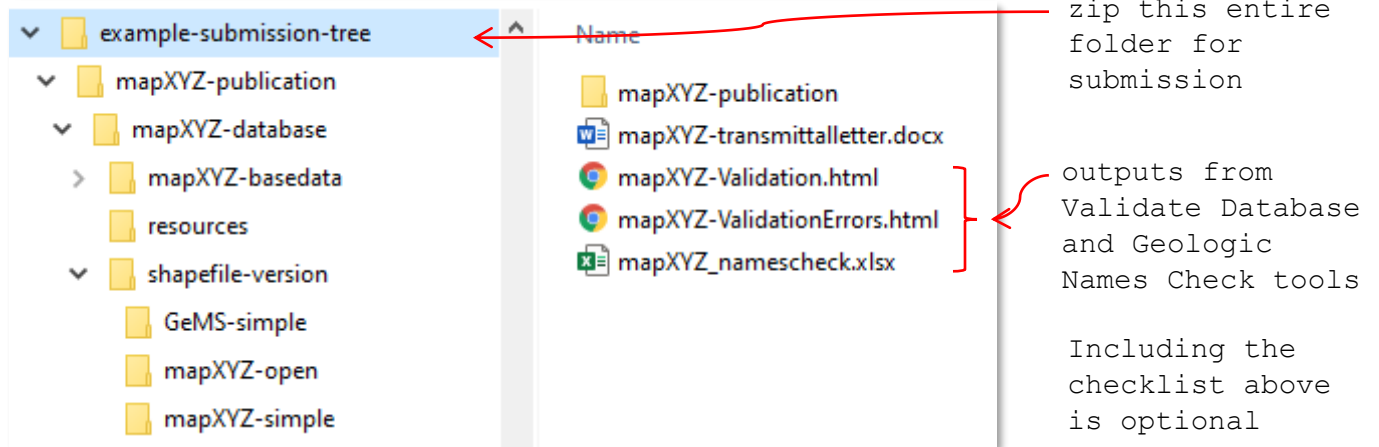 example-submission-tree
mapXYZ-publication
mapXYZ-database
mapXYZ-basedata
resources
shapefile-version
GeMS-simple
mapXYZ-open
mapXYZ-simple
Name
mapXYZ-publication
mapXYZ-transmittalletter.docx
mapXYZ-Validation.html
mapXYZ-ValidationErrors.html
mapXYZ_namescheck.xlsx
zip this entire
folder for
submission
outputs from
Validate Database
and Geologic
Names Check tools
Including the
checklist above
is optional